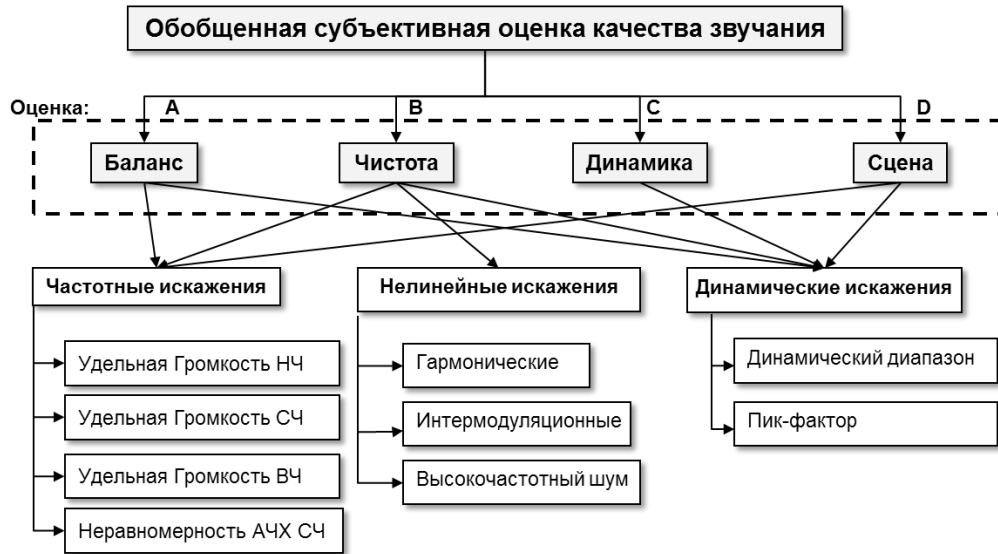 Обобщенная субъективная оценка качества звучания
Оценка: A B C D
Баланс Чистота Динамика Сцена
Частотные искажения Нелинейные искажения Динамические искажения
Удельная Громкость НЧ
Удельная Громкость СЧ
Удельная Громкость ВЧ
Неравномерность АЧХ СЧ
Гармонические
Интермодуляционные
Высокочастотный шум
Динамический диапазон
Пик-фактор